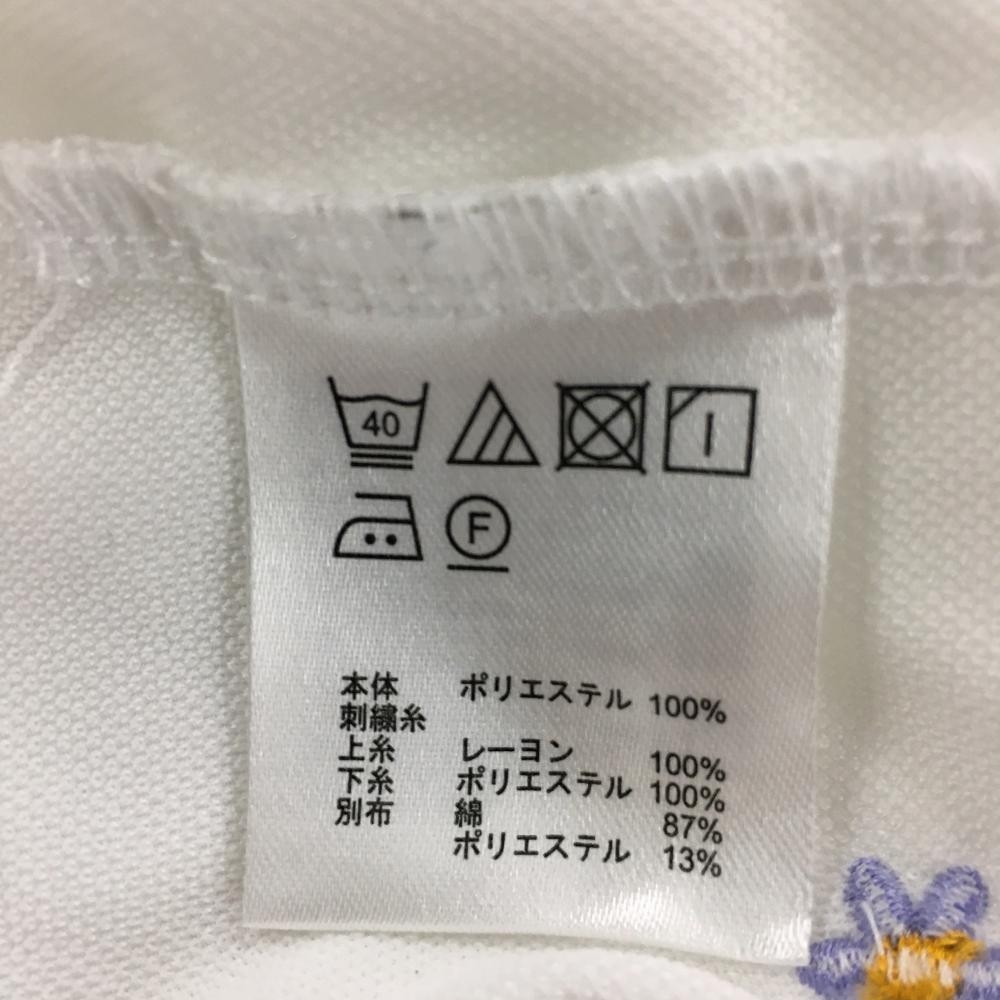 40
F
本体 ポリエステル 100%
刺繍糸
上糸 レーヨン 100%
下糸 ポリエステル 100%
別布 綿 87%
ポリエステル 13%